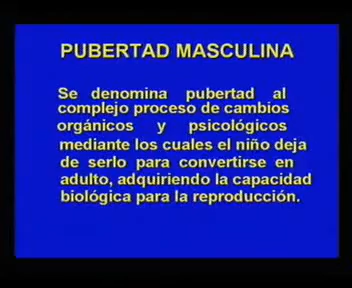 PUBERTAD MASCULINA
Se denomina pubertad al
complejo proceso de cambios
orgánicos y psicológicos
mediante los cuales el niño deja
de serlo para convertirse en
adulto, adquiriendo la capacidad
biológica para la reproducción.